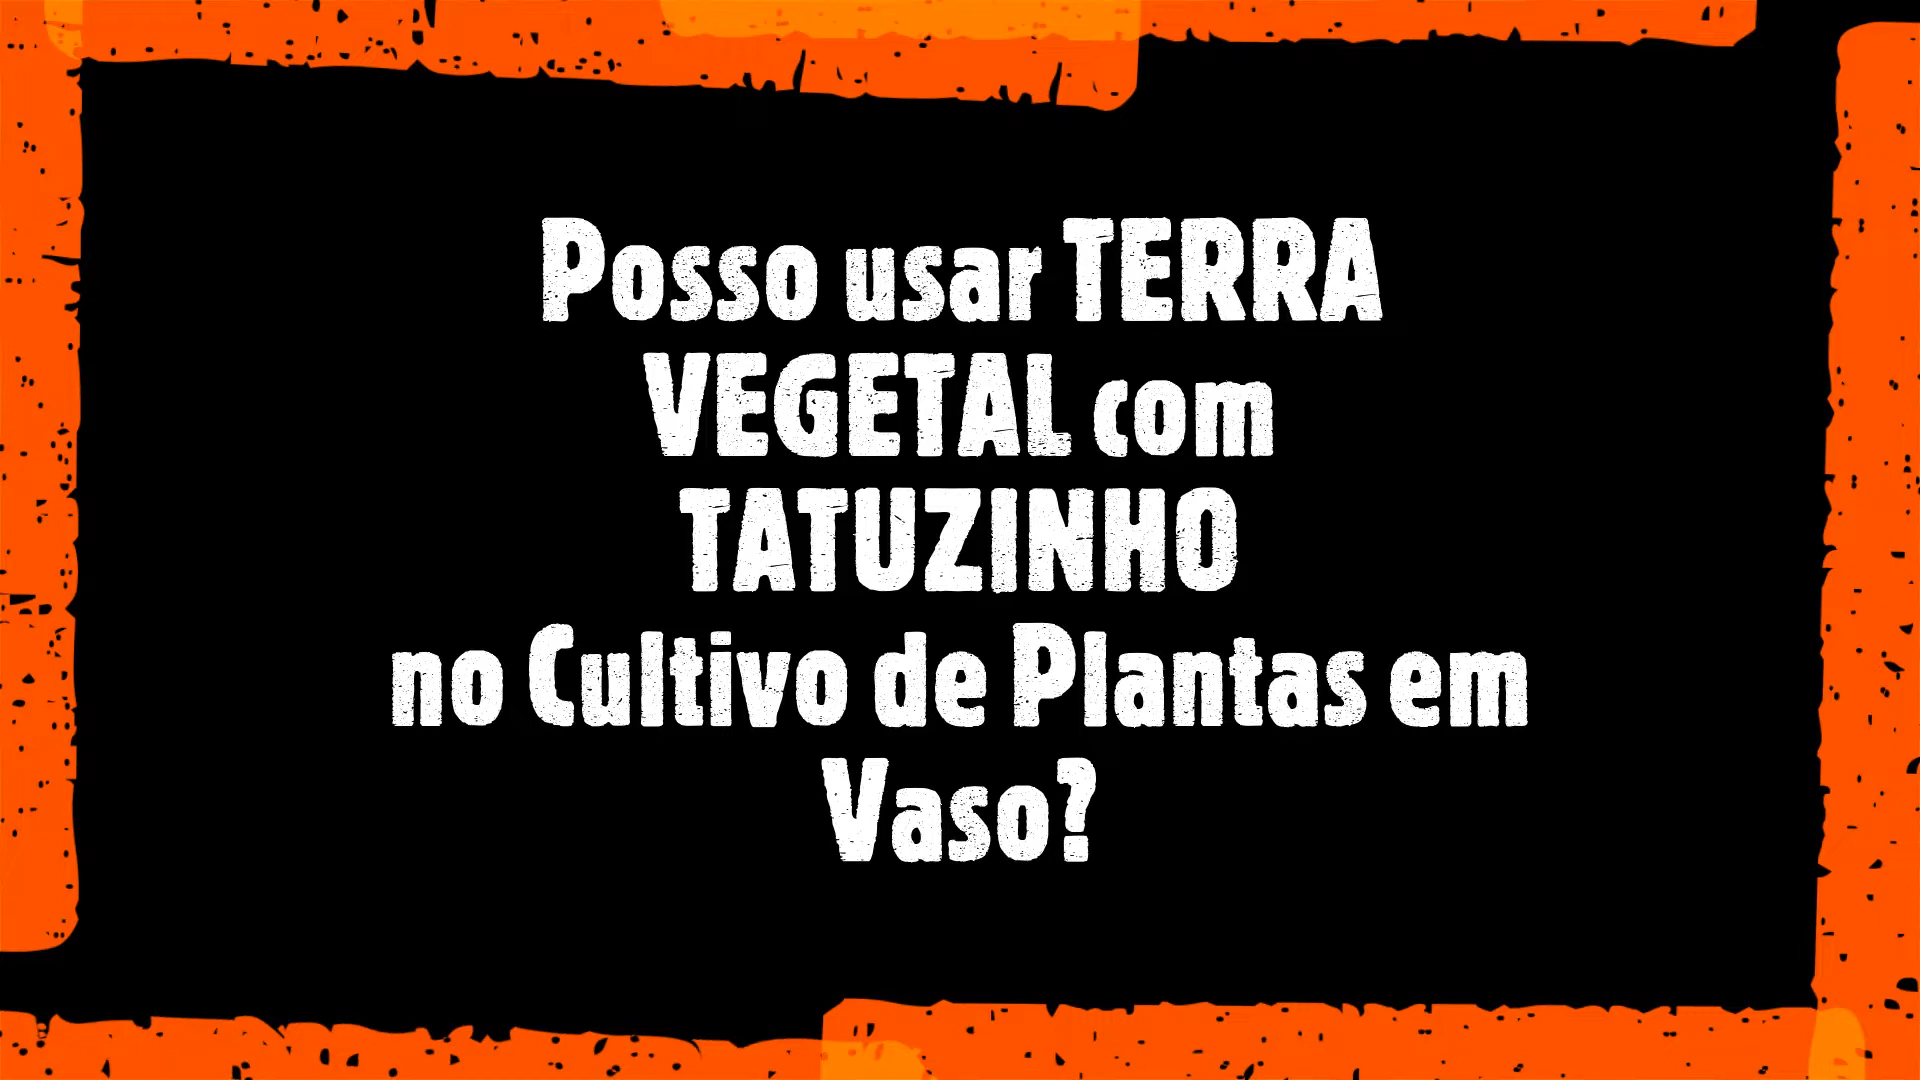 Posso usar TERRA
VEGETAL com
TATUZINHO
no Cultivo de Plantas em
Vaso?